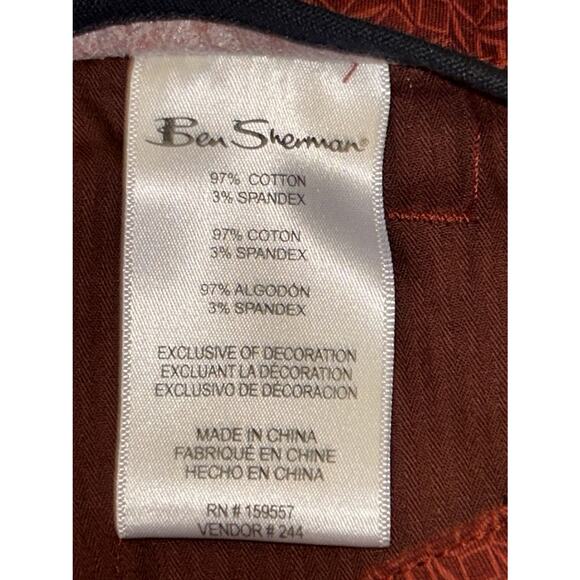 Ben Sherman®
97% COTTON
3% SPANDEX
97% COTON
3% SPANDEX
97% ALGODÓN
3% SPANDEX
EXCLUSIVE OF DECORATION
EXCLUANT LA DÉCORATION
EXCLUSIVO DE DECORACION
MADE IN CHINA
FABRIQUÉ EN CHINE
HECHO EN CHINA
RN # 159557
VENDOR # 244